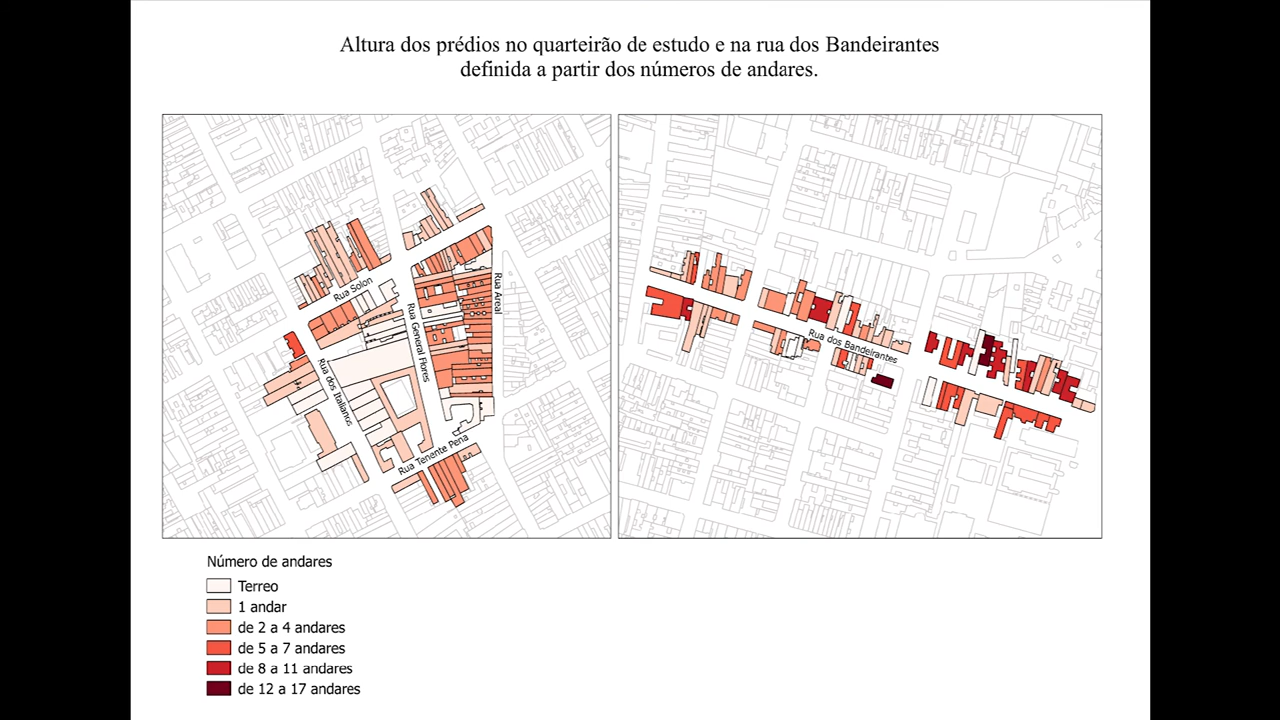 Altura dos prédios no quarteirão de estudo e na rua dos Bandeirantes
definida a partir dos números de andares.
Rua Solon
Rua Areal
Rua General Flores
Rua dos Italianos
Rua Tenente Pena
Rua dos Bandeirantes
Número de andares
Terreo
1 andar
de 2 a 4 andares
de 5 a 7 andares
de 8 a 11 andares
de 12 a 17 andares